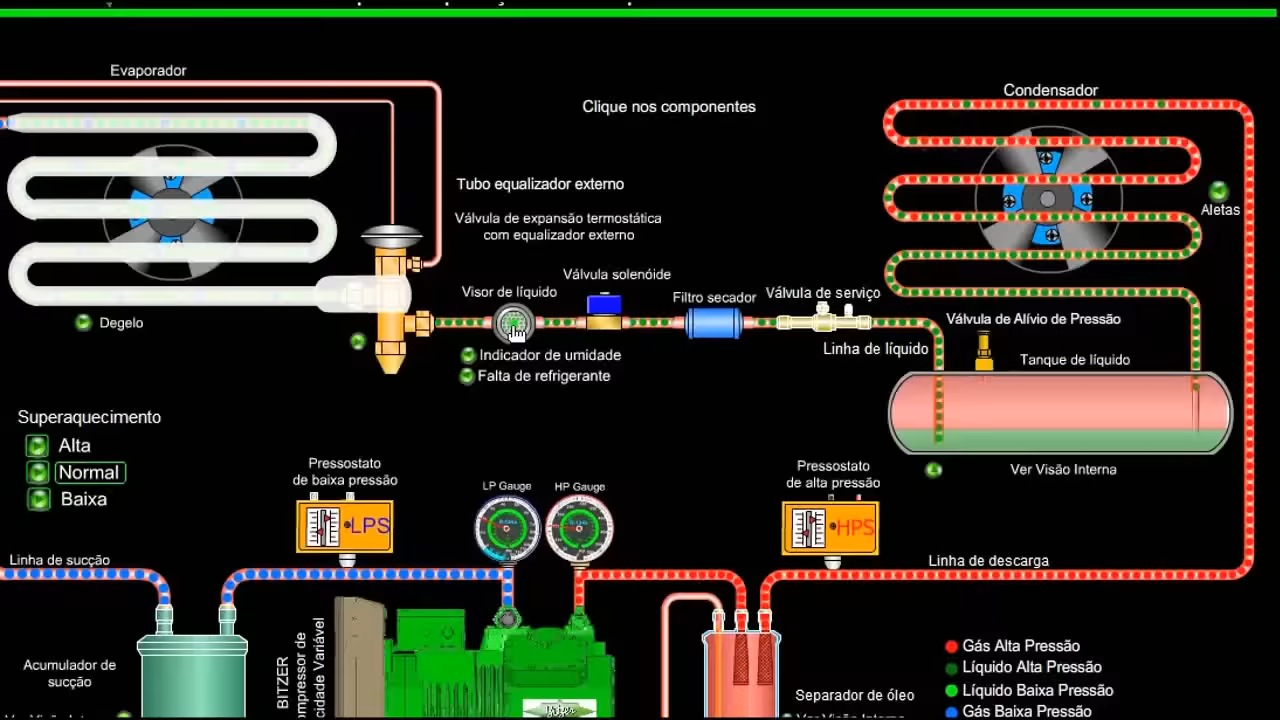 Evaporador
Condensador
Clique nos componentes
Tubo equalizador externo
Aletas
Válvula de expansão termostática
com equalizador externo
Válvula solenóide
Visor de líquido
Filtro secador
Válvula de serviço
Degelo
Válvula de Alívio de Pressão
Linha de líquido
Indicador de umidade
Tanque de líquido
Falta de refrigerante
Superaquecimento
Alta
Normal
Baixa
Pressostato
de baixa pressão
LP Gauge
HP Gauge
Pressostato
de alta pressão
Ver Visão Interna
LPS
HPS
Linha de sucção
Linha de descarga
BITZER
Acumulador de
sucção
Separador de óleo
Gás Alta Pressão
Líquido Alta Pressão
Líquido Baixa Pressão
Gás Baixa Pressão